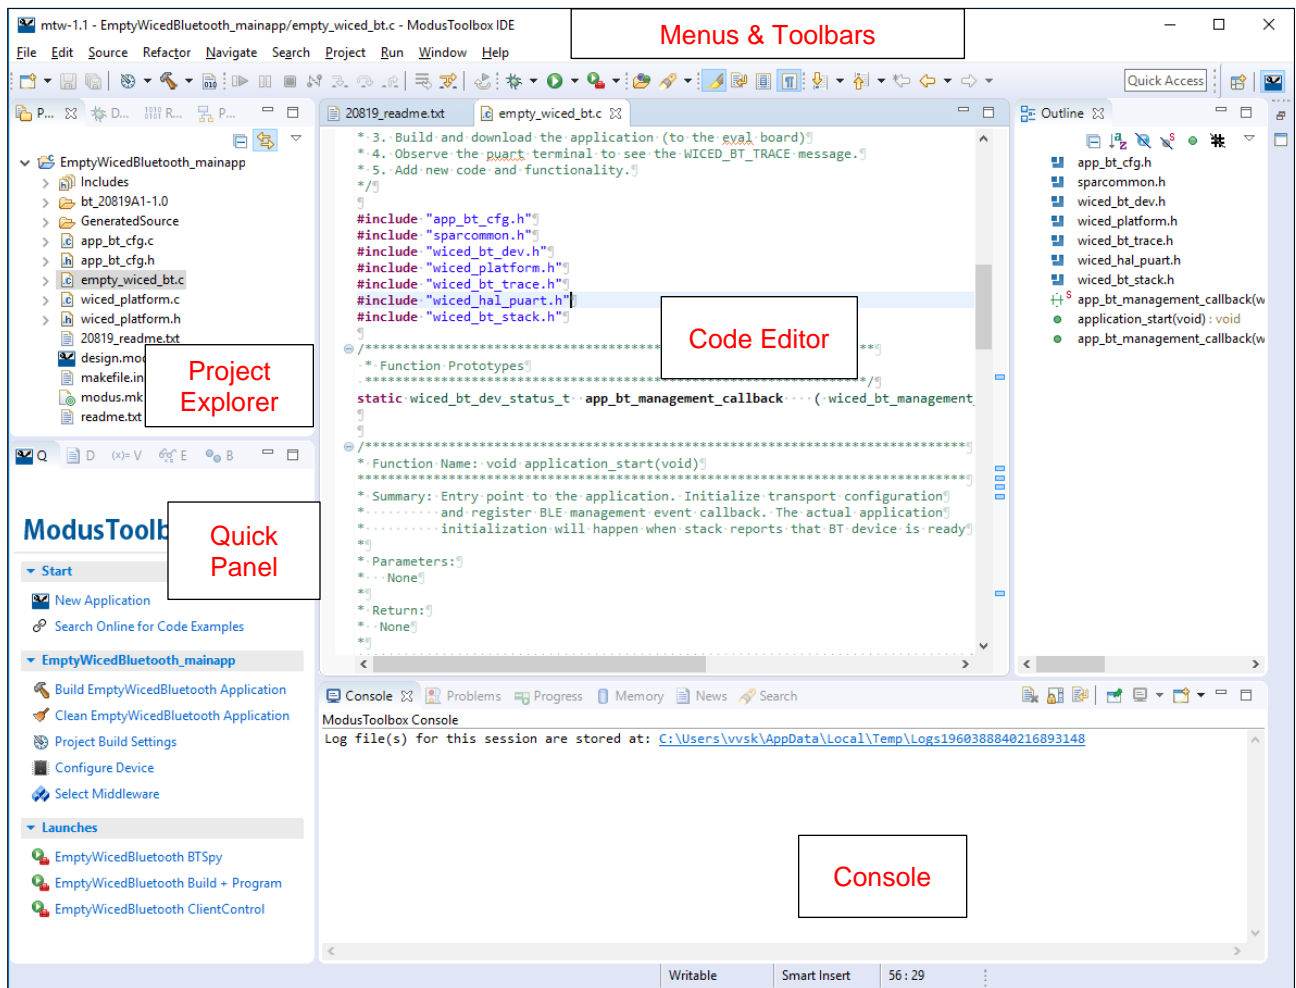 mtw-1.1 - EmptyWicedBluetooth_mainapp/empty_wiced_bt.c - ModusToolbox IDE
Menus & Toolbars
File Edit Source Refactor Navigate Search Project Run Window Help
Quick Access
P... D... R... P...
EmptyWicedBluetooth_mainapp
Includes
bt_20819A1-1.0
GeneratedSource
app_bt_cfg.c
app_bt_cfg.h
empty_wiced_bt.c
wiced_platform.c
wiced_platform.h
20819_readme.txt
design.mo
makefile.in
modus.mk
readme.txt
Project
Explorer
20819_readme.txt empty_wiced_bt.c
* 3. Build and download the application (to the eval board)
* 4. Observe the puart terminal to see the WICED_BT_TRACE message.
* 5. Add new code and functionality.
*/
#include "app_bt_cfg.h"
#include "sparcommon.h"
#include "wiced_bt_dev.h"
#include "wiced_platform.h"
#include "wiced_bt_trace.h"
#include "wiced_hal_puart.h"
#include "wiced_bt_stack.h"
Code Editor
* Function Prototypes
static wiced_bt_dev_status_t app_bt_management_callback ( wiced_bt_management_
* Function Name: void application_start(void)
* Summary: Entry point to the application. Initialize transport configuration
* and register BLE management event callback. The actual application
* initialization will happen when stack reports that BT device is ready
*
* Parameters:
* None
*
* Return:
* None
*
Outline
app_bt_cfg.h
sparcommon.h
wiced_bt_dev.h
wiced_platform.h
wiced_bt_trace.h
wiced_hal_puart.h
wiced_bt_stack.h
app_bt_management_callback(w
application_start(void) : void
app_bt_management_callback(w
Q D (x)= V E B
ModusToolb
Quick
Panel
Start
New Application
Search Online for Code Examples
EmptyWicedBluetooth_mainapp
Build EmptyWicedBluetooth Application
Clean EmptyWicedBluetooth Application
Project Build Settings
Configure Device
Select Middleware
Launches
EmptyWicedBluetooth BTSpy
EmptyWicedBluetooth Build + Program
EmptyWicedBluetooth ClientControl
Console Problems Progress Memory News Search
ModusToolbox Console
Log file(s) for this session are stored at: C:\Users\vvsk\AppData\Local\Temp\Logs1960388840216893148
Console
Writable Smart Insert 56 : 29